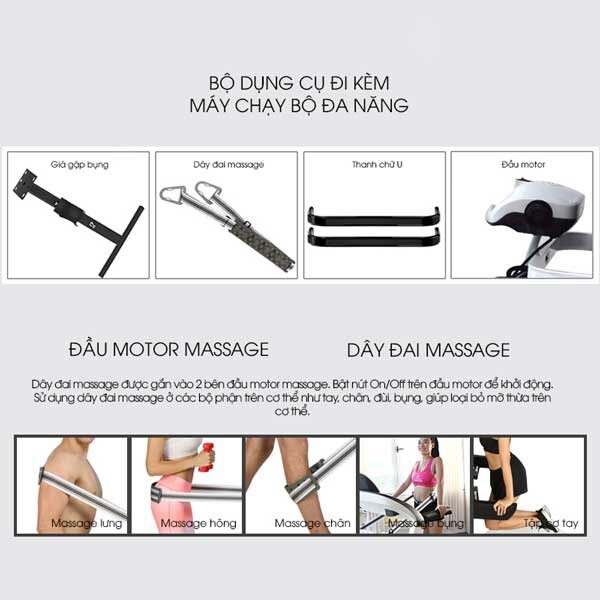 BỘ DỤNG CỤ ĐI KÈM
MÁY CHẠY BỘ ĐA NĂNG
Giá gập bụng
Dây đai massage
Thanh chữ U
Đầu motor
2
ĐẦU MOTOR MASSAGE
DÂY ĐAI MASSAGE
Dây đai massage được gắn vào 2 bên đầu motor massage. Bật nút On/Off trên đầu motor để khởi động.
Sử dụng dây đai massage ở các bộ phận trên cơ thể như tay, chân, đùi, bụng, giúp loại bỏ mỡ thừa trên
cơ thể.
Massage lưng
Massage hông
Massage chân
Massage bụng
Tập cơ tay